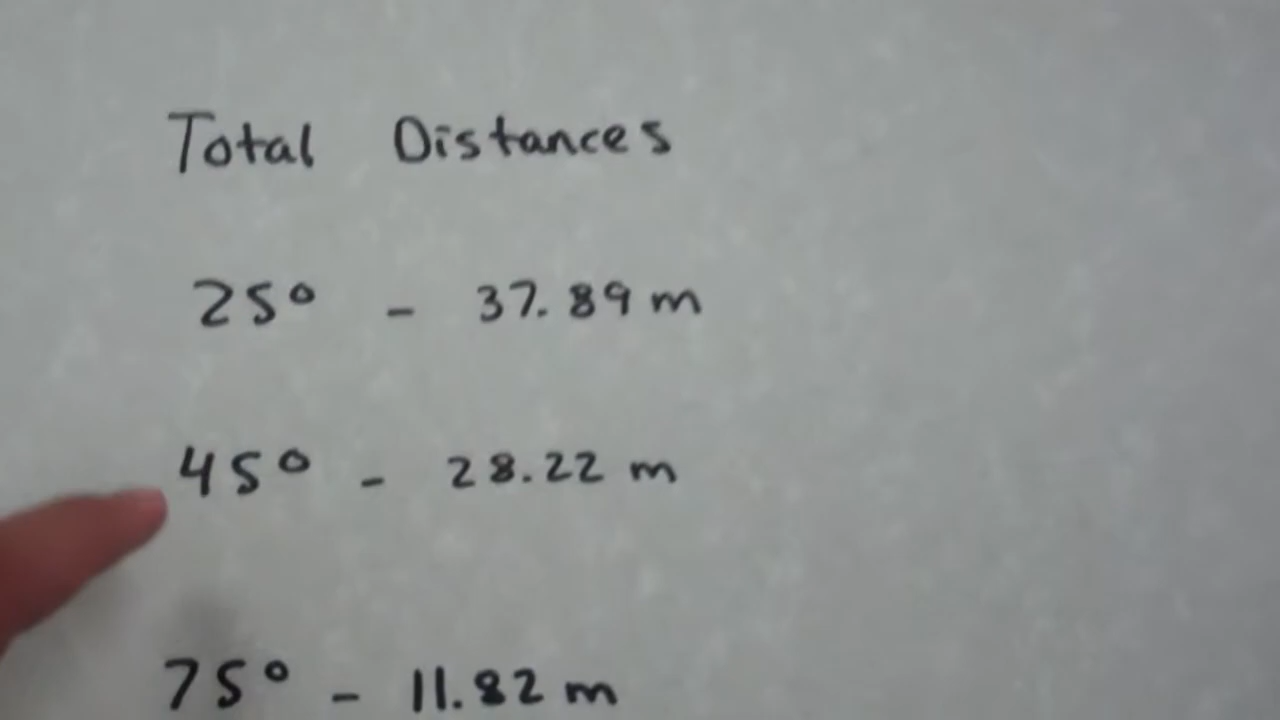 Total Distances
25° - 37.89 m
45° - 28.22 m
75° - 11.82 m